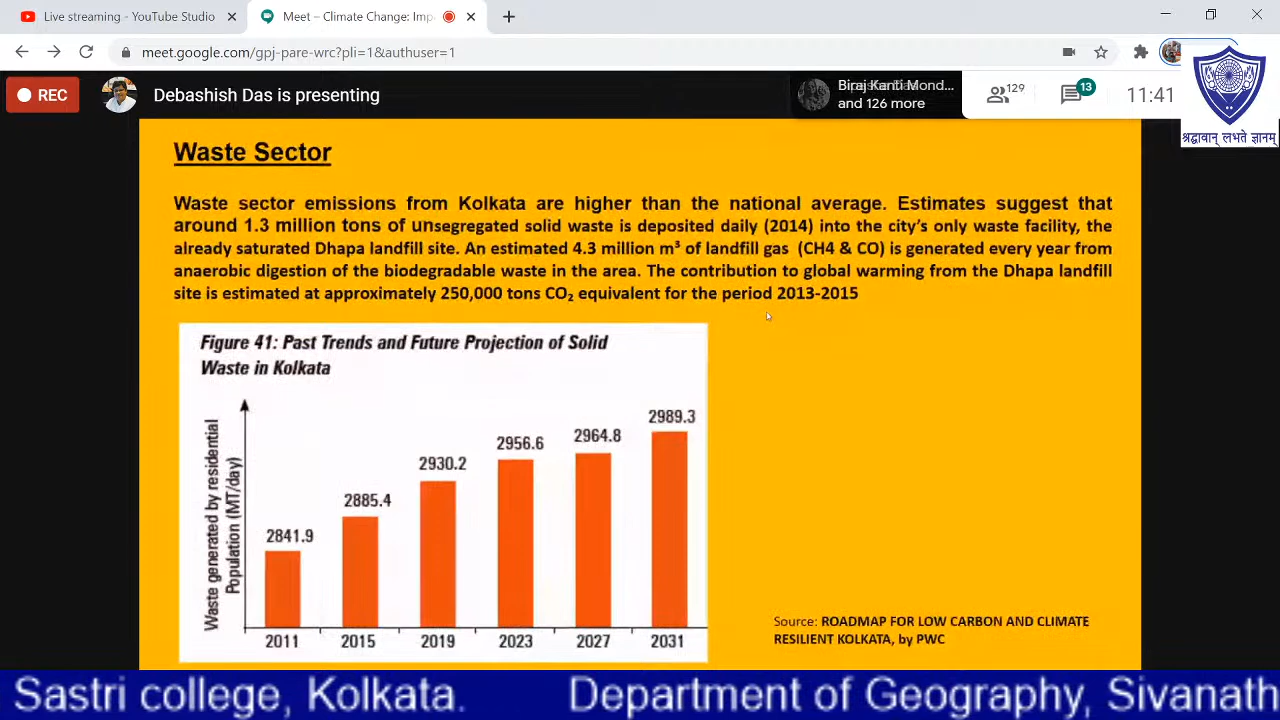 Live streaming - YouTube Studio
Meet – Climate Change: Imp
meet.google.com/gpj-pare-wrc?pli=1&authuser=1
REC
Debashish Das is presenting
Biraj Kanti Mond...
and 126 more
129
13
11:41
श्रद्धावान् लभते ज्ञानम्
Waste Sector
Waste sector emissions from Kolkata are higher than the national average. Estimates suggest that
around 1.3 million tons of unsegregated solid waste is deposited daily (2014) into the city's only waste facility, the
already saturated Dhapa landfill site. An estimated 4.3 million m³ of landfill gas (CH4 & CO) is generated every year from
anaerobic digestion of the biodegradable waste in the area. The contribution to global warming from the Dhapa landfill
site is estimated at approximately 250,000 tons CO₂ equivalent for the period 2013-2015
Figure 41: Past Trends and Future Projection of Solid
Waste in Kolkata
Waste generated by residential
Population (MT/day)
2841.9
2885.4
2930.2
2956.6
2964.8
2989.3
2011
2015
2019
2023
2027
2031
Source: ROADMAP FOR LOW CARBON AND CLIMATE
RESILIENT KOLKATA, by PWC
Sastri college, Kolkata. Department of Geography, Sivanath